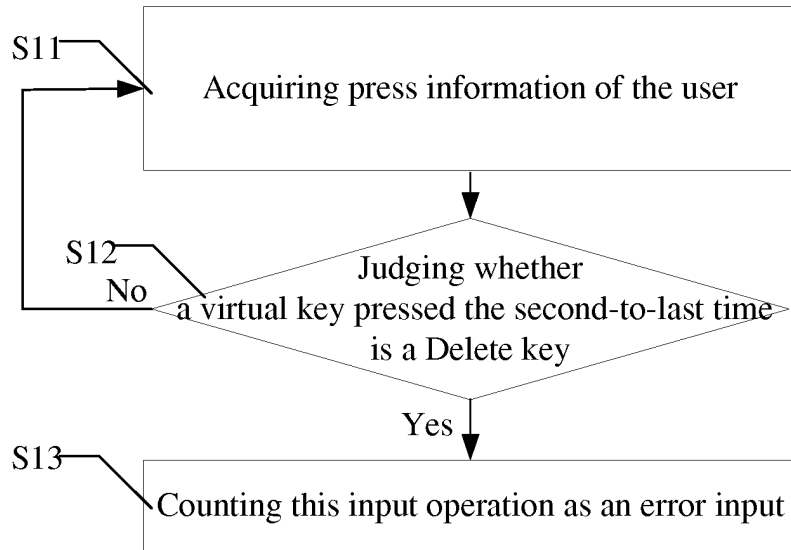 S11
Acquiring press information of the user
S12
No
Judging whether
a virtual key pressed the second-to-last time
is a Delete key
Yes
S13
Counting this input operation as an error input